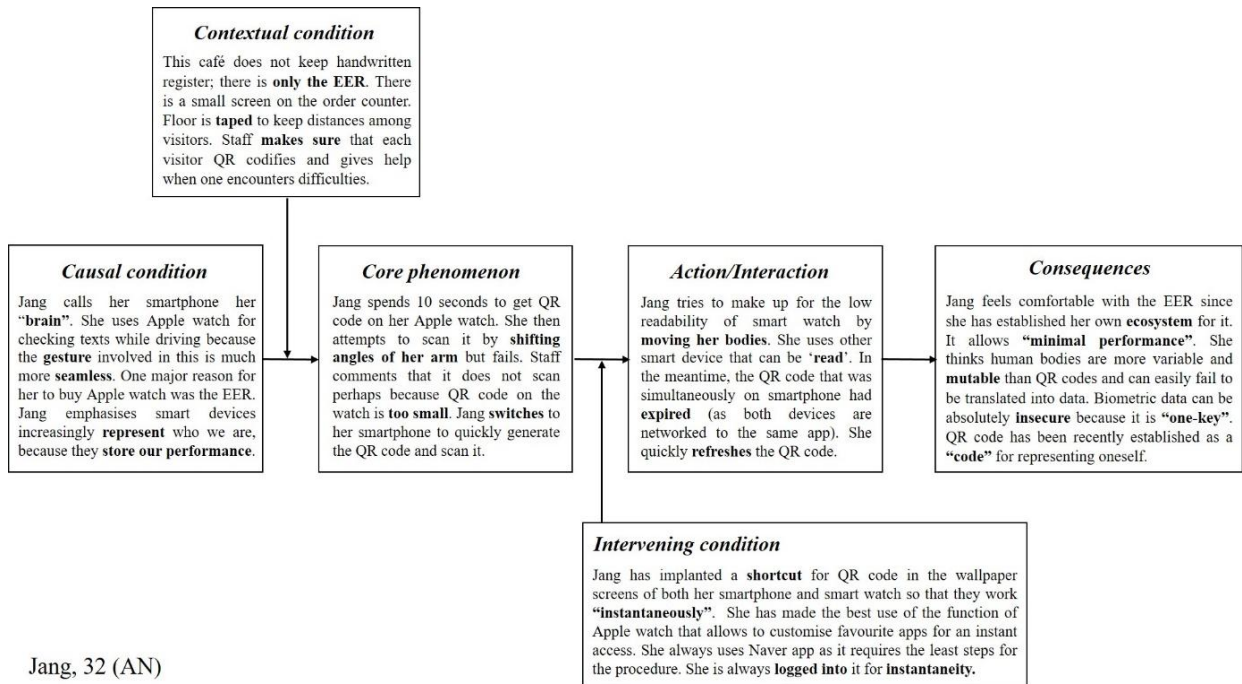 Contextual condition
This café does not keep handwritten
register; there is only the EER. There
is a small screen on the order counter.
Floor is taped to keep distances among
visitors. Staff makes sure that each
visitor QR codifies and gives help
when one encounters difficulties.
Causal condition
Jang calls her smartphone her
“brain”. She uses Apple watch for
checking texts while driving because
the gesture involved in this is much
more seamless. One major reason for
her to buy Apple watch was the EER.
Jang emphasises smart devices
increasingly represent who we are,
because they store our performance.
Core phenomenon
Jang spends 10 seconds to get QR
code on her Apple watch. She then
attempts to scan it by shifting
angles of her arm but fails. Staff
comments that it does not scan
perhaps because QR code on the
watch is too small. Jang switches to
her smartphone to quickly generate
the QR code and scan it.
Action/Interaction
Jang tries to make up for the low
readability of smart watch by
moving her bodies. She uses other
smart device that can be ‘read’. In
the meantime, the QR code that was
simultaneously on smartphone had
expired (as both devices are
networked to the same app). She
quickly refreshes the QR code.
Consequences
Jang feels comfortable with the EER since
she has established her own ecosystem for it.
It allows “minimal performance”. She
thinks human bodies are more variable and
mutable than QR codes and can easily fail to
be translated into data. Biometric data can be
absolutely insecure because it is “one-key”.
QR code has been recently established as a
“code” for representing oneself.
Intervening condition
Jang has implanted a shortcut for QR code in the wallpaper
screens of both her smartphone and smart watch so that they work
“instantaneously”. She has made the best use of the function of
Apple watch that allows to customise favourite apps for an instant
access. She always uses Naver app as it requires the least steps for
the procedure. She is always logged into it for instantaneity.
Jang, 32 (AN)